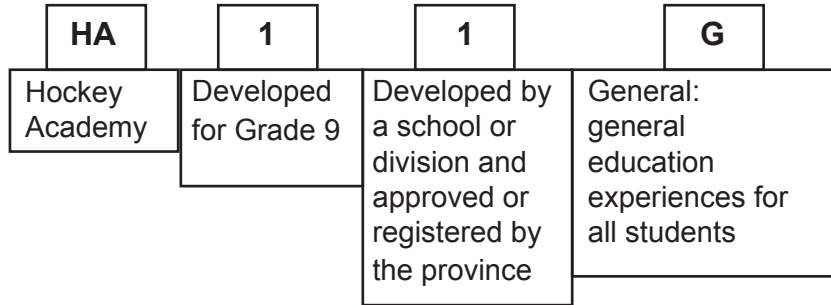 HA 1 1 G
Hockey
Academy
Developed
for Grade 9
Developed by
a school or
division and
approved or
registered by
the province
General:
general
education
experiences for
all students